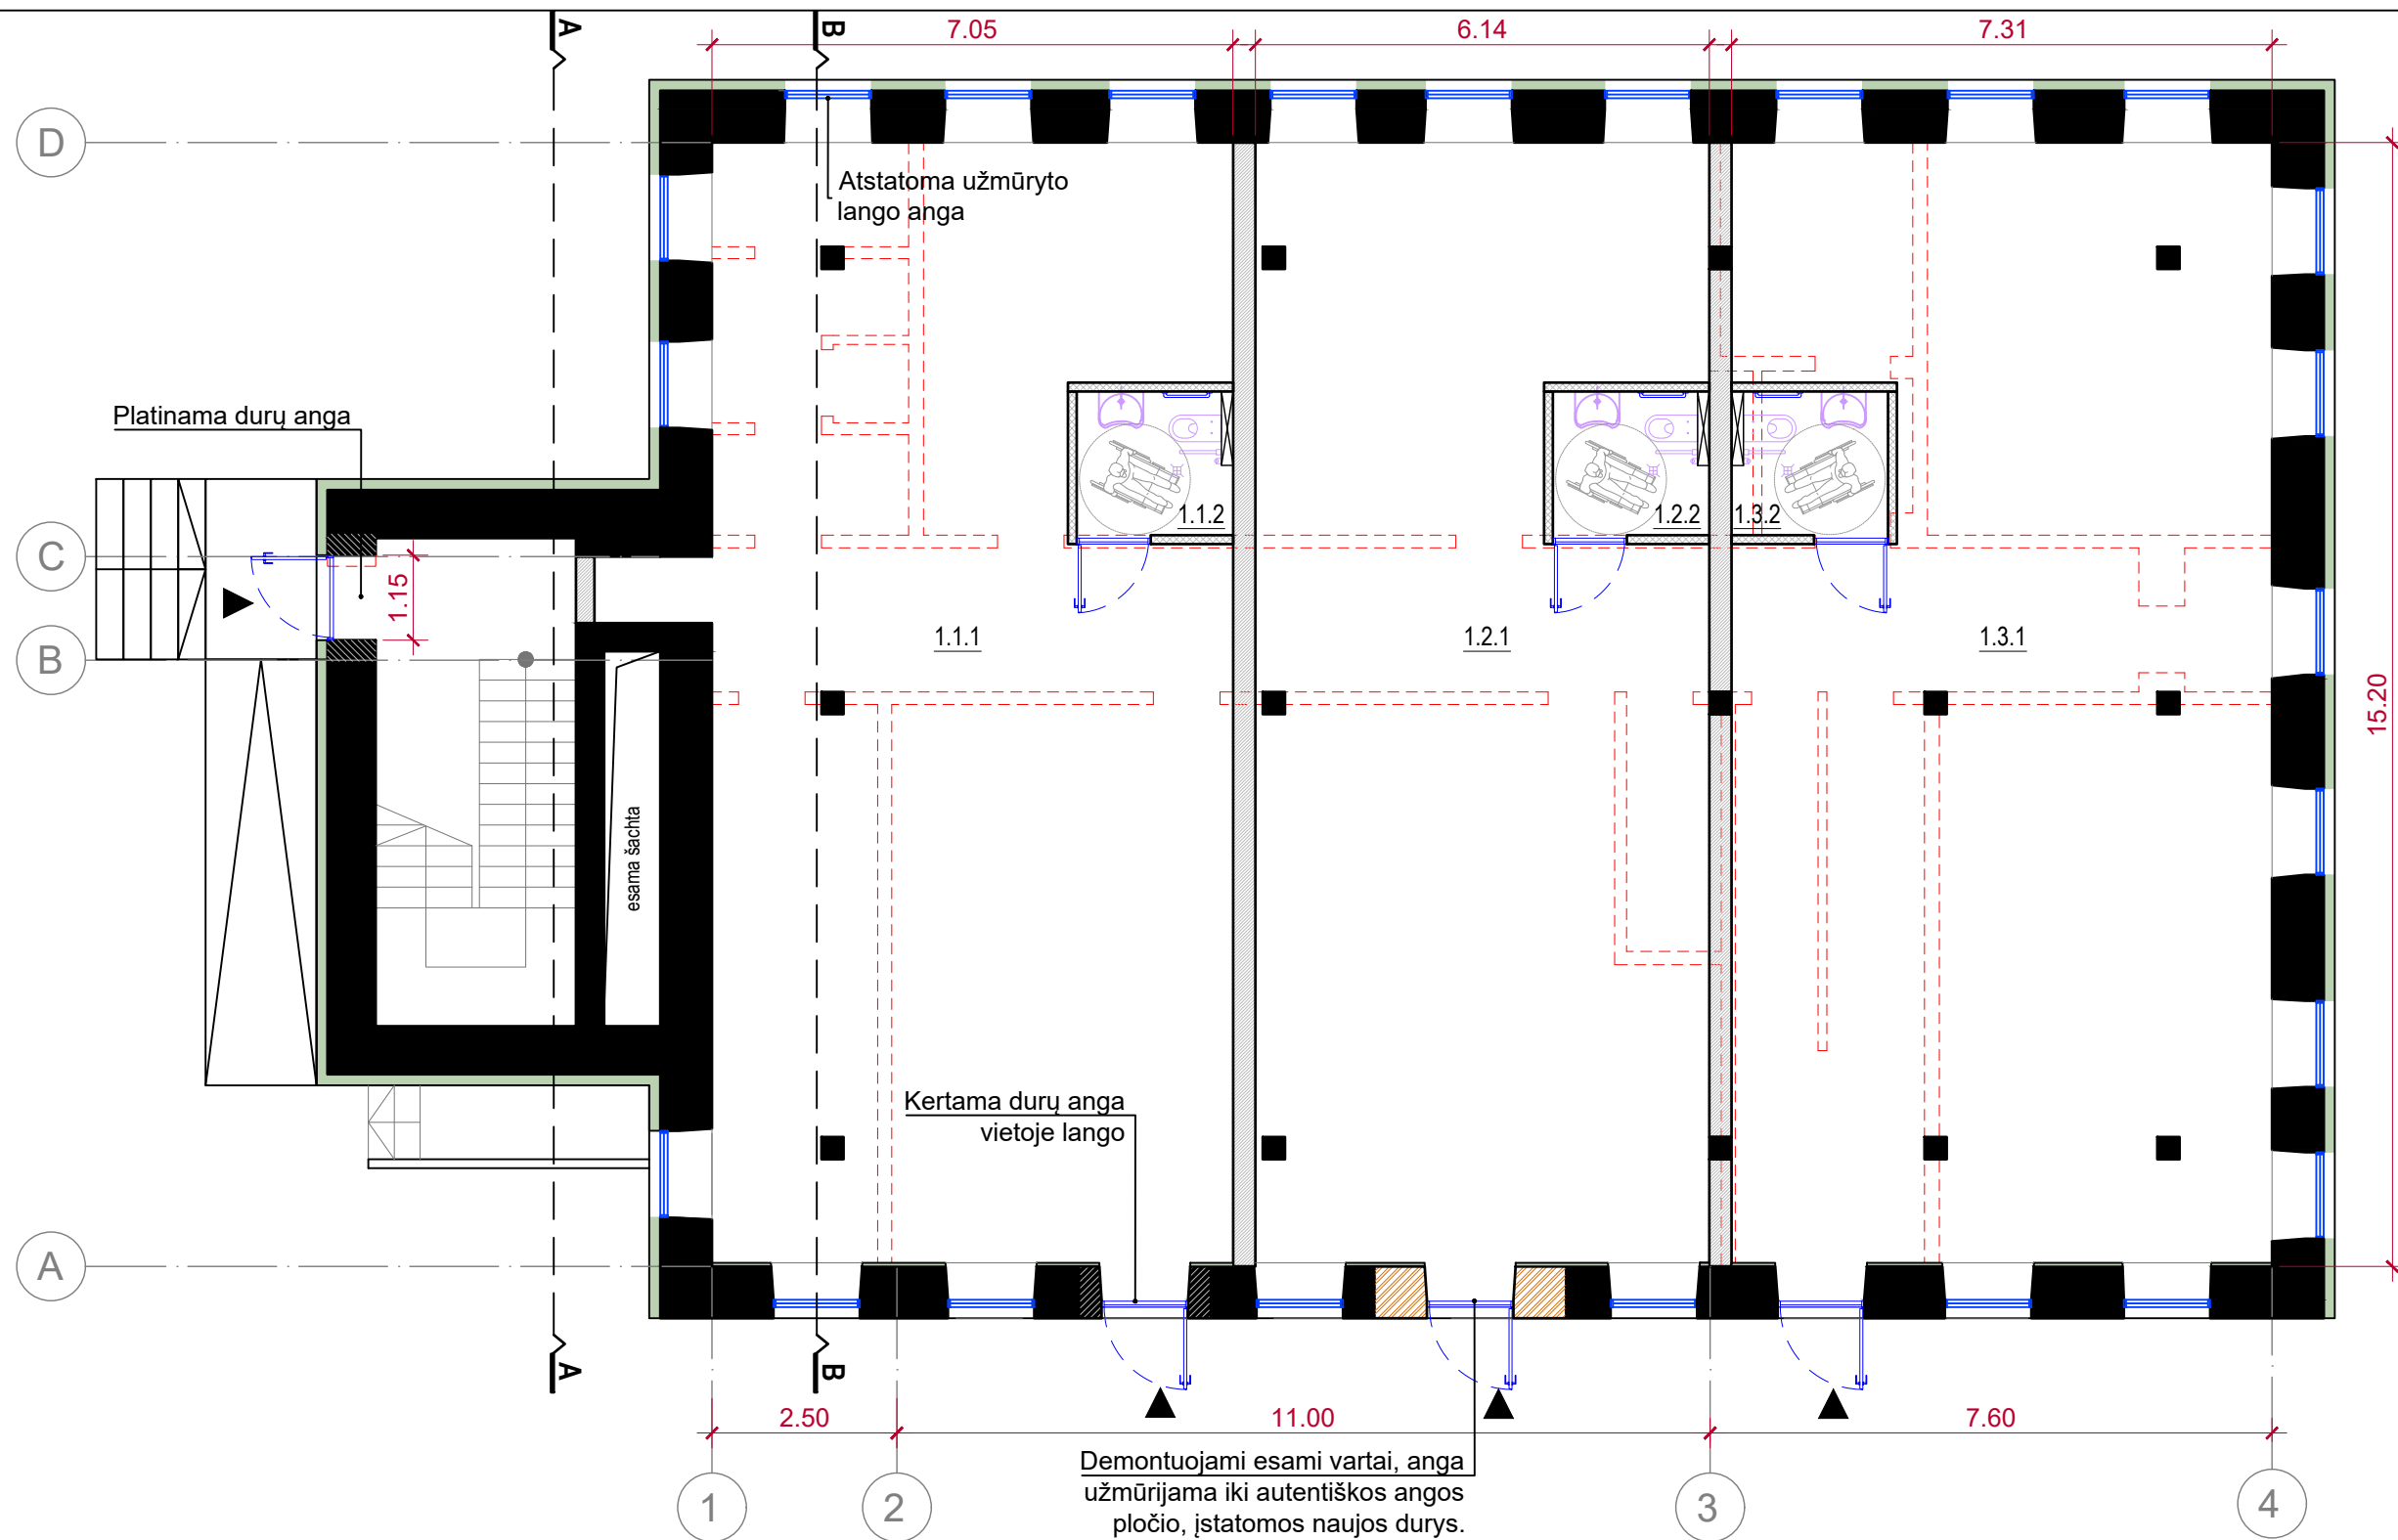 A
B
7.05
6.14
7.31
D
Atstatoma užmūryto
lango anga
Platinama durų anga
1.1.2
1.2.2
1.3.2
C
1.15
1.1.1
1.2.1
1.3.1
B
15.20
esama šachta
Kertama durų anga
vietoje lango
A
A
B
2.50
11.00
7.60
Demontuojami esami vartai, anga
užmūrijama iki autentiškos angos
pločio, įstatomos naujos durys.
1
2
3
4